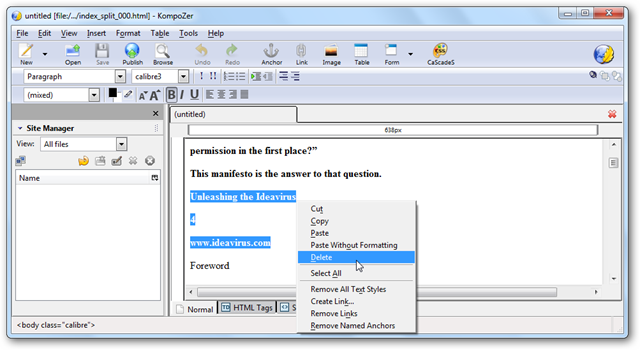 untitled [file:/.../index_split_000.html] - KompoZer
File Edit View Insert Format Table Tools Help
New Open Save Publish Browse Undo Redo Anchor Link Image Table Form CaScadeS
Paragraph calibre3 ! !!
(mixed) A A B I U
Site Manager
View: All files
Name
(untitled)
638px
permission in the first place?”
This manifesto is the answer to that question.
Unleashing the Ideavirus
4
www.ideavirus.com
Foreword
Cut
Copy
Paste
Paste Without Formatting
Delete
Select All
Remove All Text Styles
Create Link...
Remove Links
Remove Named Anchors
Normal HTML Tags S
<body class="calibre">